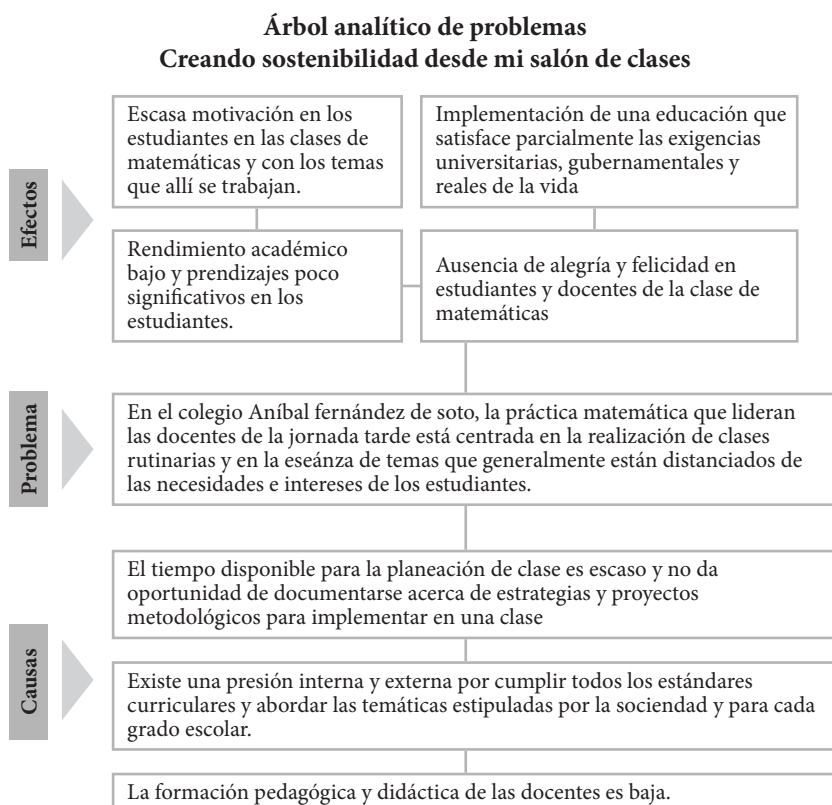 Árbol analítico de problemas
Creando sostenibilidad desde mi salón de clases
Efectos
Escasa motivación en los
estudiantes en las clases de
matemáticas y con los temas
que allí se trabajan.
Implementación de una educación que
satisface parcialmente las exigencias
universitarias, gubernamentales y
reales de la vida
Rendimiento académico
bajo y prendizajes poco
significativos en los
estudiantes.
Ausencia de alegría y felicidad en
estudiantes y docentes de la clase de
matemáticas
Problema
En el colegio Aníbal fernández de soto, la práctica matemática que lideran
las docentes de la jornada tarde está centrada en la realización de clases
rutinarias y en la eseánza de temas que generalmente están distanciados de
las necesidades e intereses de los estudiantes.
Causas
El tiempo disponible para la planeación de clase es escaso y no da
oportunidad de documentarse acerca de estrategias y proyectos
metodológicos para implementar en una clase
Existe una presión interna y externa por cumplir todos los estándares
curriculares y abordar las temáticas estipuladas por la sociendad y para cada
grado escolar.
La formación pedagógica y didáctica de las docentes es baja.